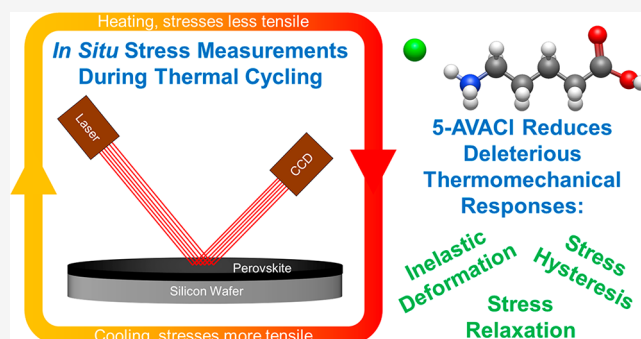 Heating, stresses less tensile
In Situ Stress Measurements
During Thermal Cycling
Laser
CCD
Perovskite
Silicon Wafer
Cooling, stresses more tensile
5-AVACl Reduces
Deleterious
Thermomechanical
Responses:
Inelastic
Deformation
Stress
Hysteresis
Stress
Relaxation